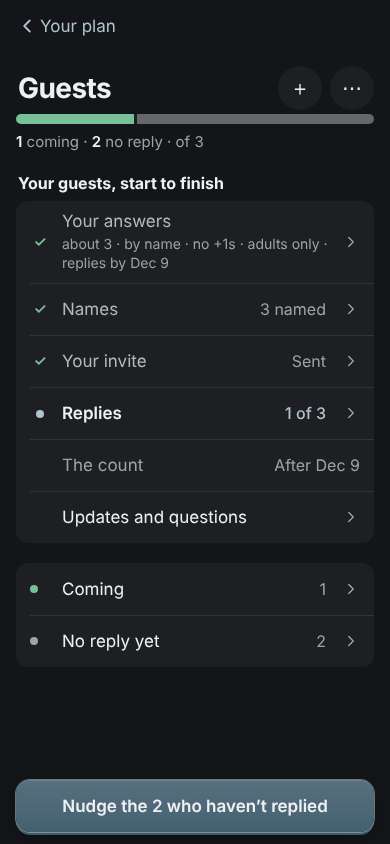 Your plan
Guests
+ ···
1 coming · 2 no reply · of 3
Your guests, start to finish
Your answers
about 3 · by name · no +1s · adults only ·
replies by Dec 9
Names 3 named
Your invite Sent
Replies 1 of 3
The count After Dec 9
Updates and questions
Coming 1
No reply yet 2
Nudge the 2 who haven’t replied